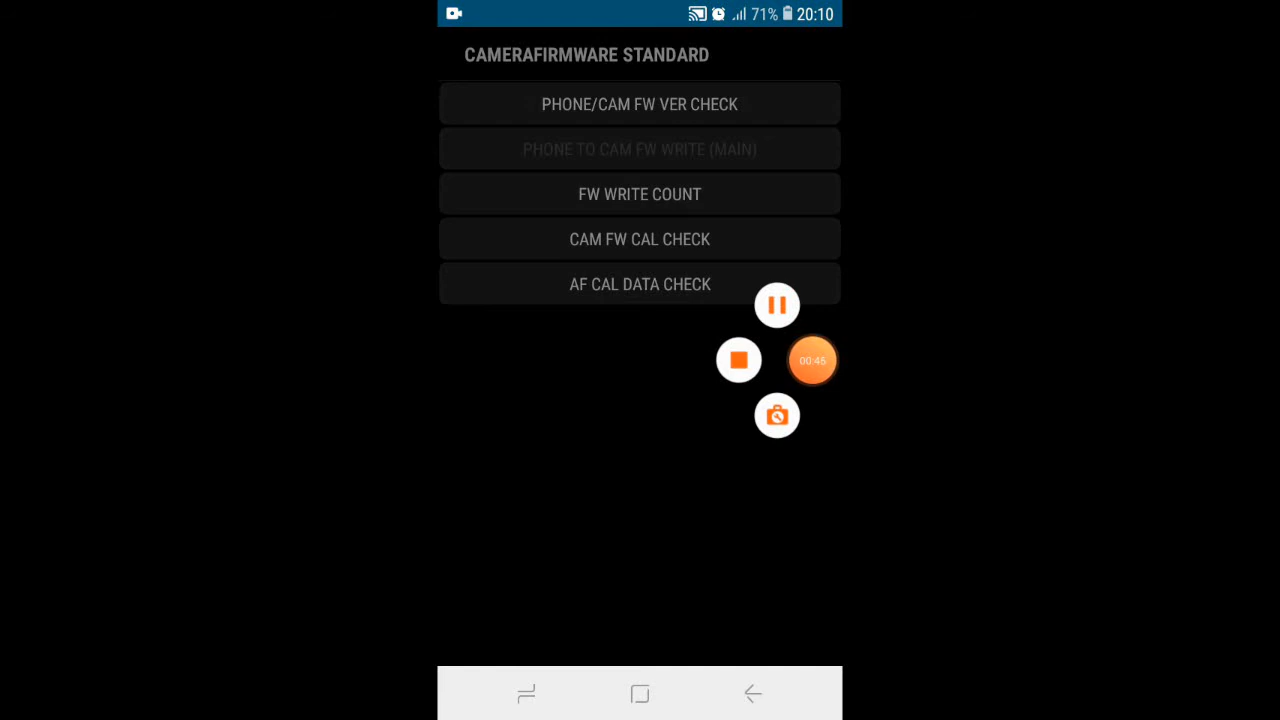 71% 20:10
CAMERAFIRMWARE STANDARD
PHONE/CAM FW VER CHECK
PHONE TO CAM FW WRITE (MAIN)
FW WRITE COUNT
CAM FW CAL CHECK
AF CAL DATA CHECK
00:46